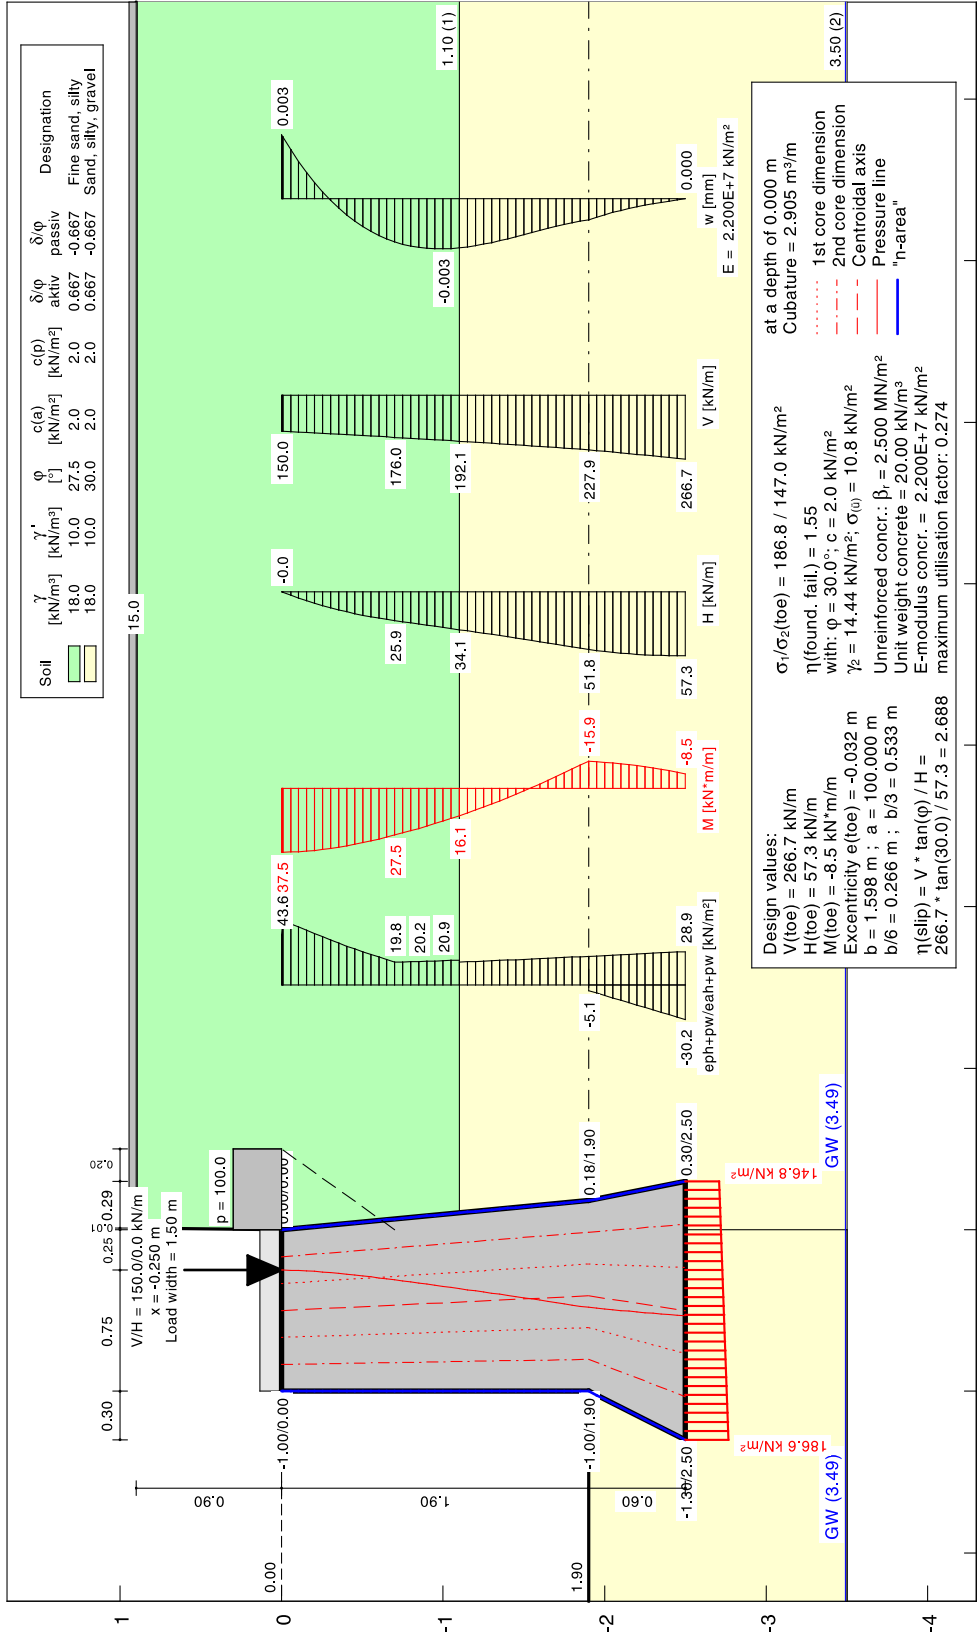 Soil γ γ' φ c(a) c(p) δ/φ δ/φ Designation
[kN/m³] [kN/m³] [°] [kN/m²] [kN/m²] aktiv passiv
18.0 10.0 27.5 2.0 2.0 0.667 -0.667 Fine sand, silty
18.0 10.0 30.0 2.0 2.0 0.667 -0.667 Sand, silty, gravel
15.0
0.30 0.75 0.25 .01 0.29 0.20
V/H = 150.0/0.0 kN/m
x = -0.250 m
Load width = 1.50 m
p = 100.0
1
0
-1
-2
-3
-4
0.00
1.90
0.90
1.90
0.60
-1.00/0.00
0.00/0.00
-1.00/1.90
0.18/1.90
-1.30/2.50
0.30/2.50
186.6 kN/m²
146.8 kN/m²
GW (3.49)
GW (3.49)
43.6
19.8
20.2
20.9
-5.1
28.9
-30.2
eph+pw/eah+pw [kN/m²]
37.5
27.5
16.1
-15.9
-8.5
M [kN*m/m]
-0.0
25.9
34.1
51.8
57.3
H [kN/m]
150.0
176.0
192.1
227.9
266.7
V [kN/m]
0.003
-0.003
0.000
w [mm]
E = 2.200E+7 kN/m²
1.10 (1)
3.50 (2)
Design values:
V(toe) = 266.7 kN/m
H(toe) = 57.3 kN/m
M(toe) = -8.5 kN*m
Excentricity e(toe) = -0.032 m
b = 1.598 m ; a = 100.000 m
b/6 = 0.266 m ; b/3 = 0.533 m
η(slip) = V * tan(φ) / H =
266.7 * tan(30.0) / 57.3 = 2.688
σ₁/σ₂(toe) = 186.8 / 147.0 kN/m²
η(found. fail.) = 1.55
with: φ = 30.0°; c = 2.0 kN/m²
γ₂ = 14.44 kN/m²; σ(ü) = 10.8 kN/m²
Unreinforced concr.: βr = 2.500 MN/m²
Unit weight concrete = 20.00 kN/m³
E-modulus concr. = 2.200E+7 kN/m²
maximum utilisation factor: 0.274
at a depth of 0.000 m
Cubature = 2.905 m³/m
1st core dimension
2nd core dimension
Centroidal axis
Pressure line
"n-area"